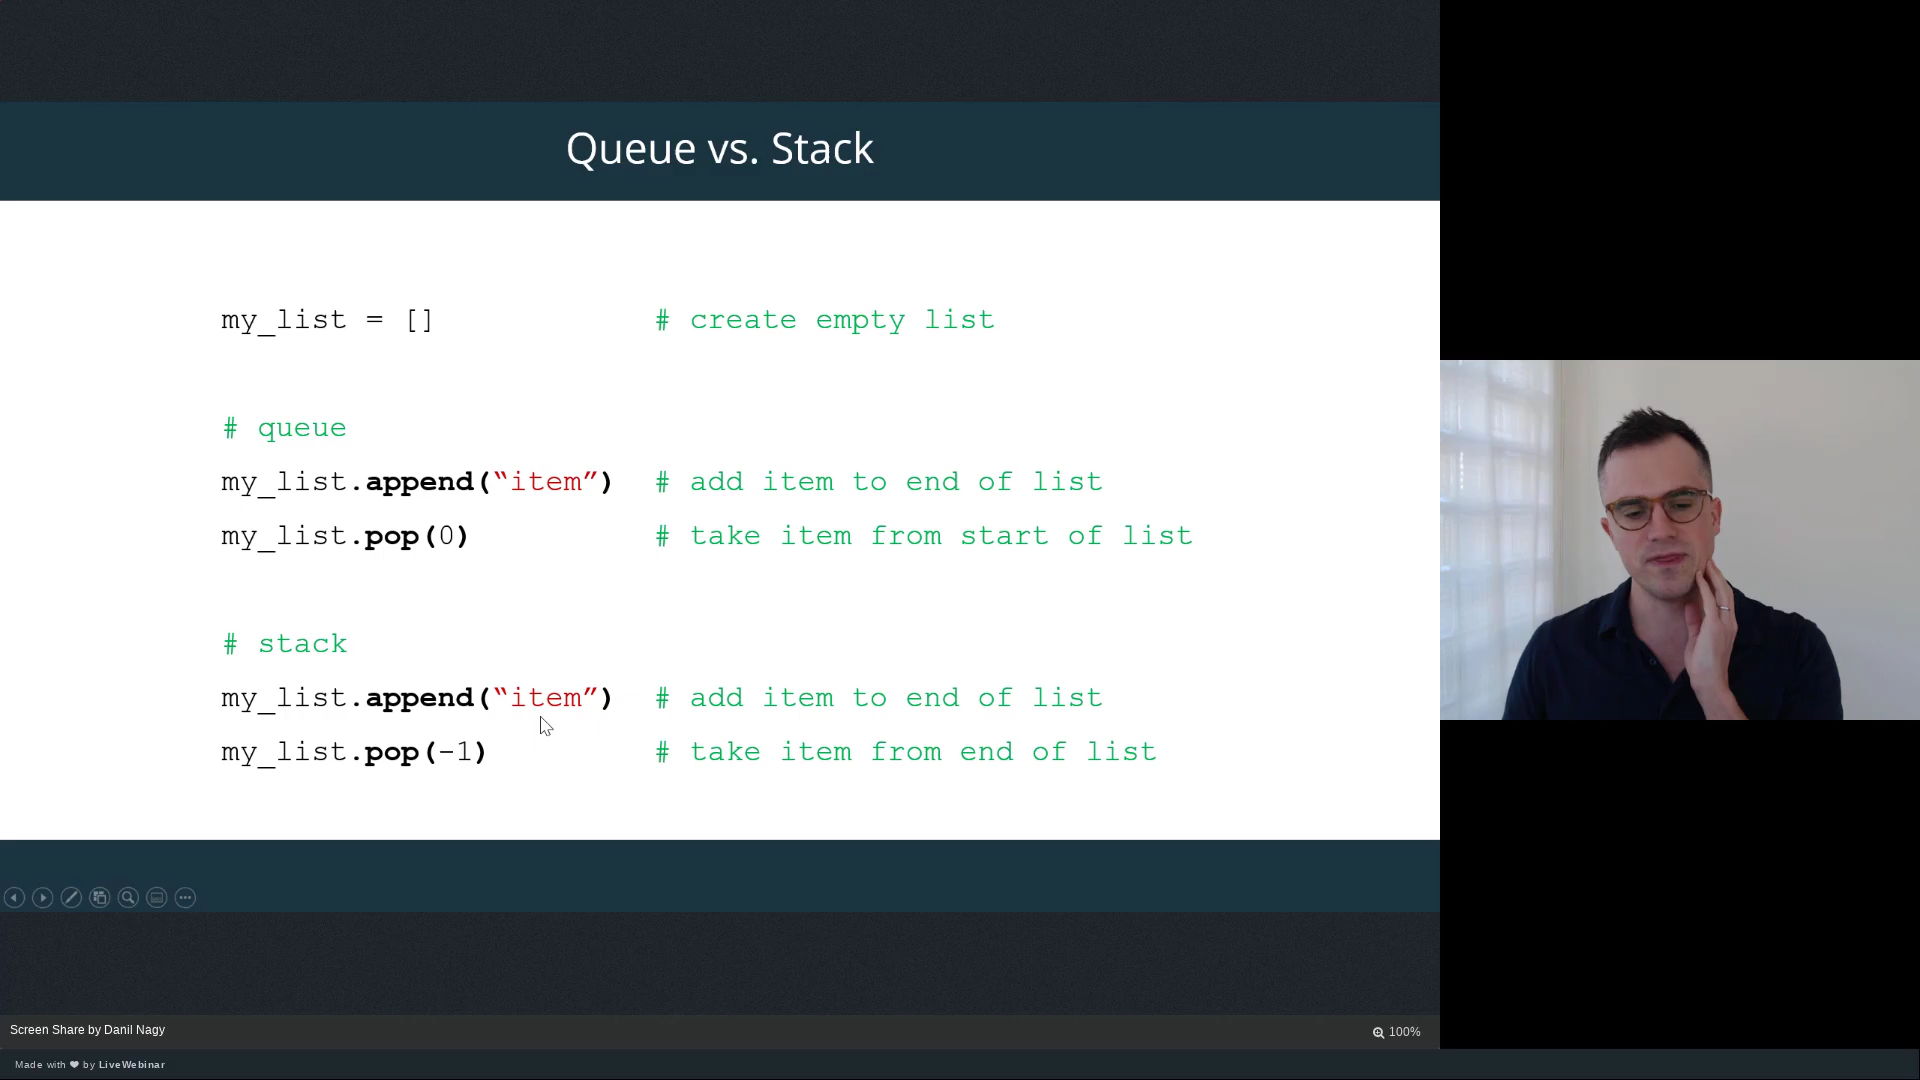 Queue vs. Stack
my_list = [] # create empty list
# queue
my_list.append(“item”) # add item to end of list
my_list.pop(0) # take item from start of list
# stack
my_list.append(“item”) # add item to end of list
my_list.pop(-1) # take item from end of list
Screen Share by Danil Nagy
100%
Made with ❤ by LiveWebinar